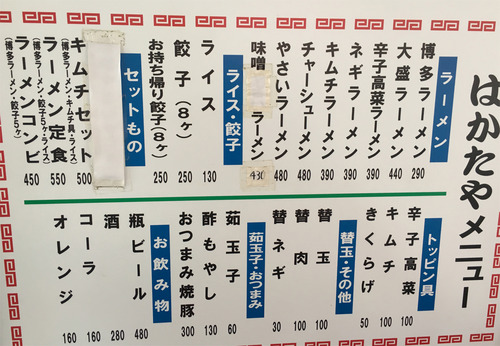 はかたやメニュー
ラーメン
博多ラーメン 290
大盛ラーメン 440
辛子高菜ラーメン 390
ネギラーメン 390
キムチラーメン 390
チャーシューメン 480
やさいラーメン 480
味噌ラーメン 430
ライス・餃子
ライス 130
餃子(8ヶ) 250
お持ち帰り餃子(8ヶ) 250
セットもの
キムチセット 500
(博多ラーメン・キムチ具・ライス)
ラーメン定食 550
(博多ラーメン・餃子5ヶ・ライス)
ラーメンコンビ 450
(博多ラーメン・餃子5ヶ)
トッピン具
辛子高菜 100
キムチ 100
きくらげ 50
替玉・その他
替玉 100
替肉 100
替ネギ 30
茹玉子・おつまみ
茹玉子 60
酢もやし 130
おつまみ焼豚 300
お飲み物
瓶ビール 480
酒 280
コーラ 160
オレンジ 160